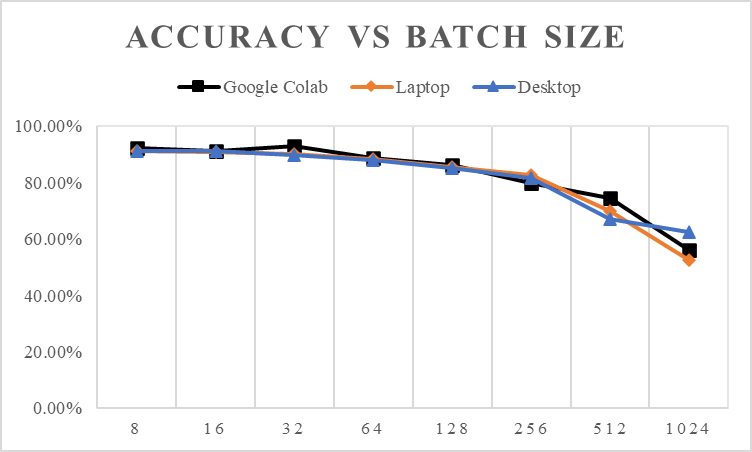 ACCURACY VS BATCH SIZE
Google Colab Laptop Desktop
100.00%
80.00%
60.00%
40.00%
20.00%
0.00%
8 16 32 64 128 256 512 1024